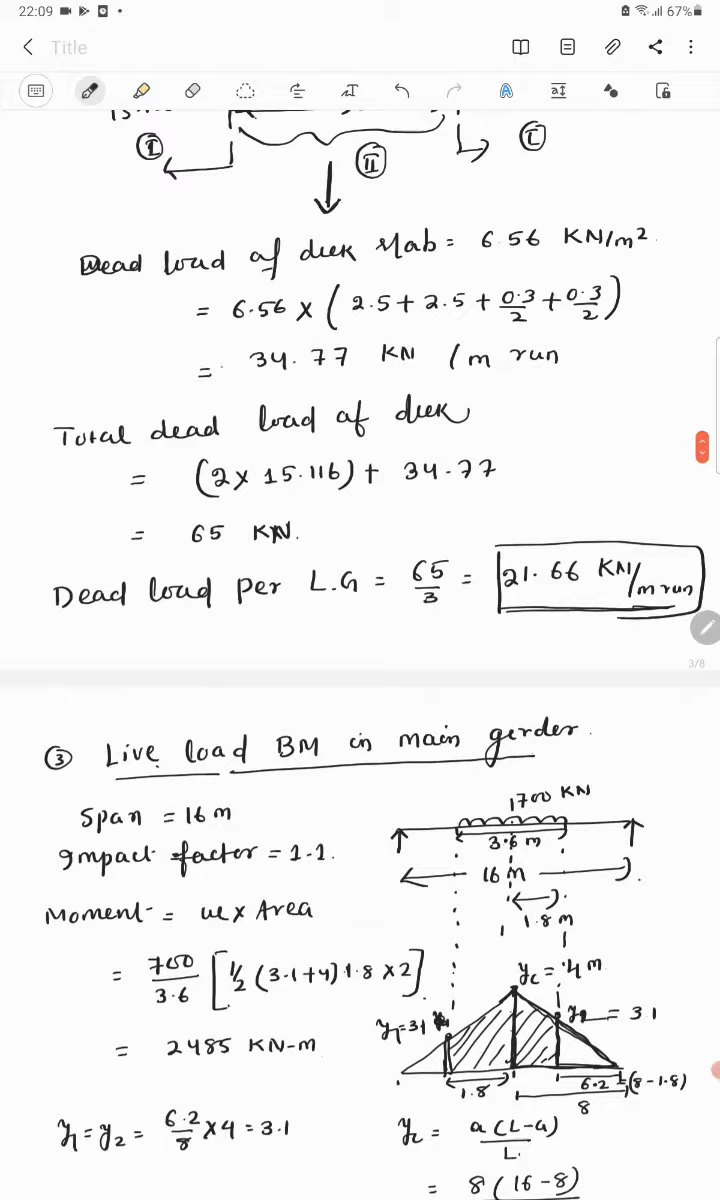 22:09
67%
Title
I
II
I
Dead load of deck slab = 6.56 KN/m²
= 6.56 × (2.5 + 2.5 + 0.3/2 + 0.3/2)
= 34.77 KN /m run
Total dead load of deck
= (2 × 15.116) + 34.77
= 65 KN.
Dead load per L.G = 65/3 = 21.66 KN/m run
3/8
③ Live load BM in main gerder.
Span = 16 m
Impact factor = 1.1.
1700 KN
3.6 m
16 m
1.8 m
Moment = ω × Area
= 700/3.6 [1/2 (3.1+4) 1.8 × 2]
= 2485 KN-m
yc = 4 m
y1 = 3.1
y2 = 3.1
1.8
6.2 = (8-1.8)
8
y1 = y2 = 6.2/8 × 4 = 3.1
yc = a(L-a)/L
= 8 (16-8)